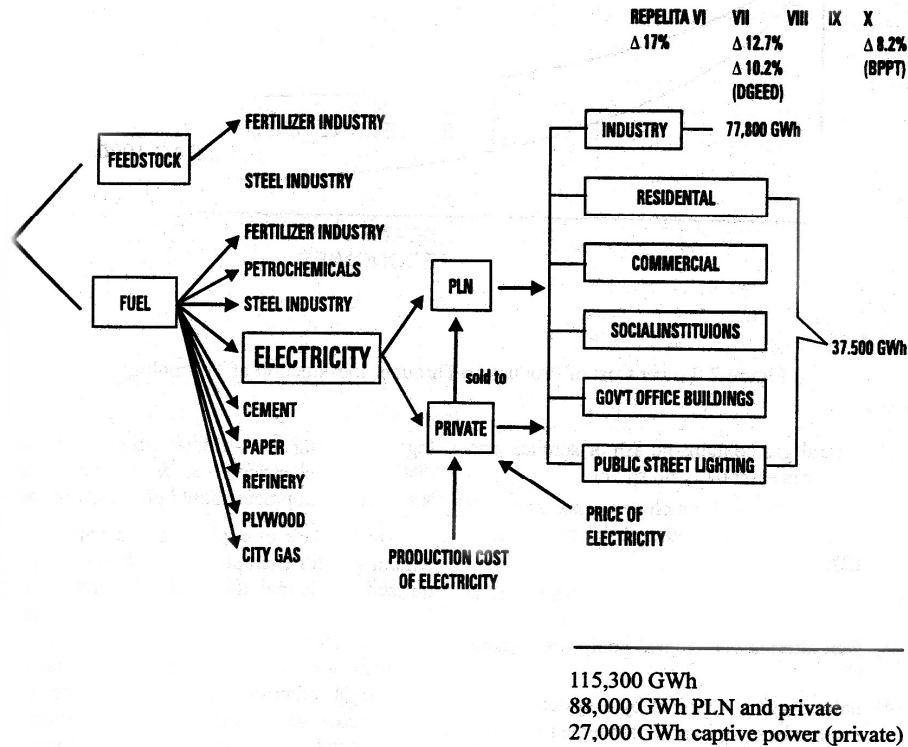 REPELITA VI VII VIII IX X
Δ 17% Δ 12.7% Δ 8.2%
Δ 10.2% (BPPT)
(DGEED)
FEEDSTOCK
FERTILIZER INDUSTRY
STEEL INDUSTRY
FUEL
FERTILIZER INDUSTRY
PETROCHEMICALS
STEEL INDUSTRY
ELECTRICITY
CEMENT
PAPER
REFINERY
PLYWOOD
CITY GAS
PLN
sold to
PRIVATE
PRODUCTION COST
OF ELECTRICITY
PRICE OF
ELECTRICITY
INDUSTRY
77,800 GWh
RESIDENTAL
COMMERCIAL
SOCIALINSTITUIONS
GOV'T OFFICE BUILDINGS
PUBLIC STREET LIGHTING
37.500 GWh
115,300 GWh
88,000 GWh PLN and private
27,000 GWh captive power (private)